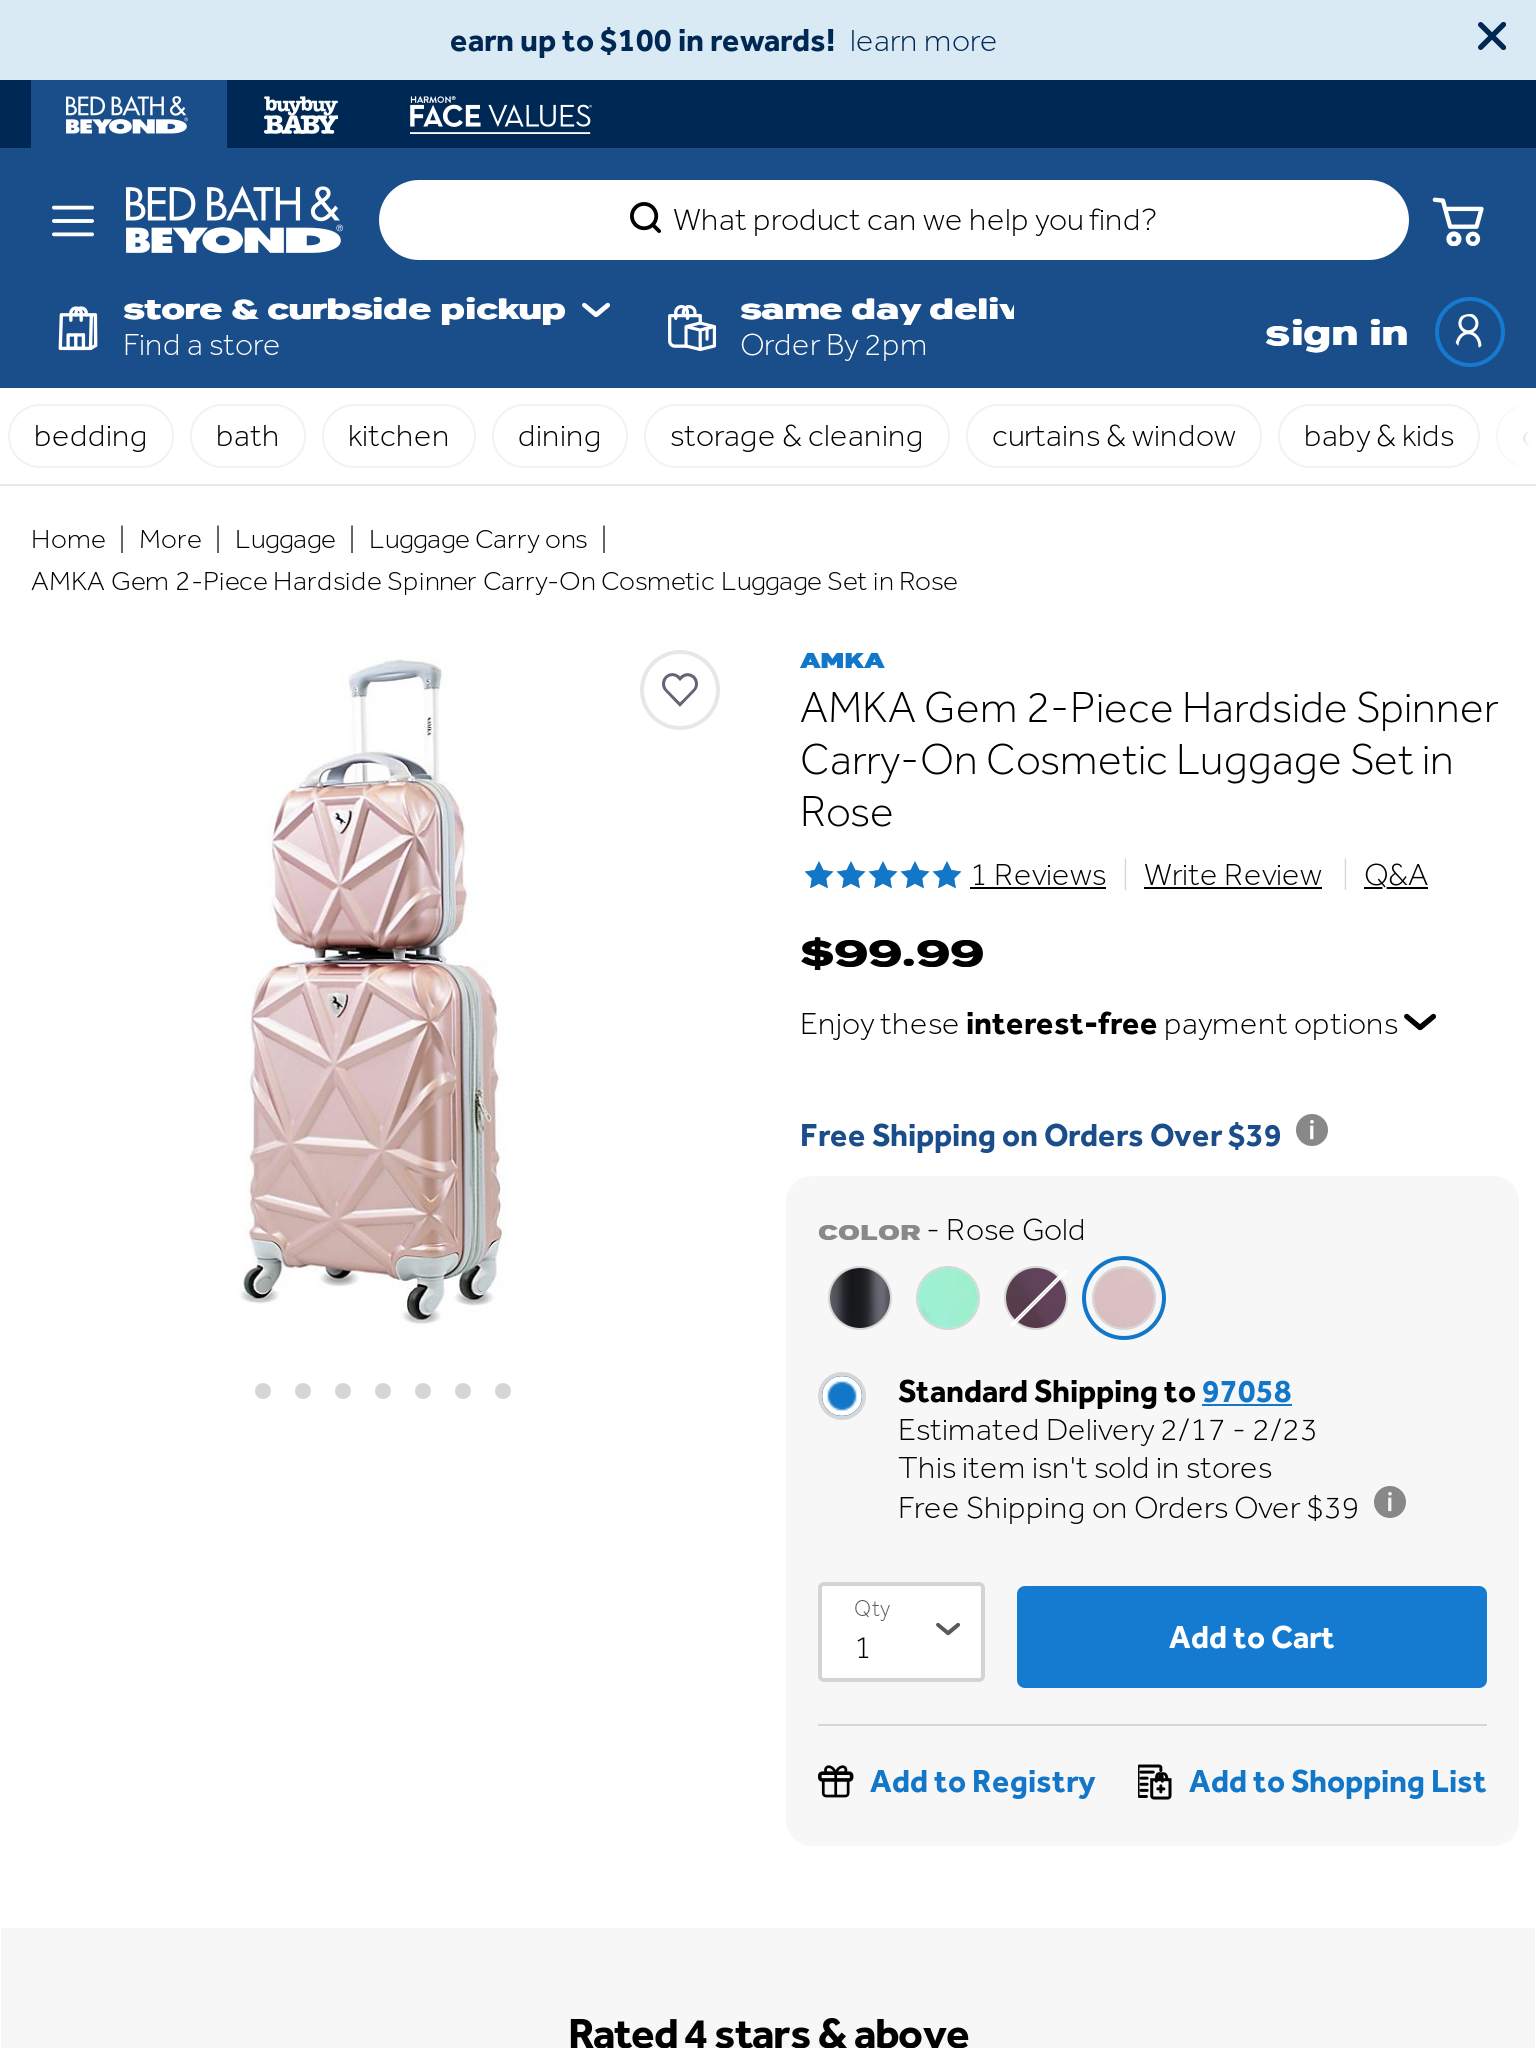 earn up to $100 in rewards! learn more
BED BATH & BEYOND
buybuy BABY
HARMON® FACE VALUES
BED BATH &
BEYOND®
What product can we help you find?
store & curbside pickup
Find a store
same day deliv
Order By 2pm
sign in
bedding
bath
kitchen
dining
storage & cleaning
curtains & window
baby & kids
Home | More | Luggage | Luggage Carry ons |
AMKA Gem 2-Piece Hardside Spinner Carry-On Cosmetic Luggage Set in Rose
AMKA
AMKA Gem 2-Piece Hardside Spinner
Carry-On Cosmetic Luggage Set in
Rose
1 Reviews | Write Review | Q&A
$99.99
Enjoy these interest-free payment options
Free Shipping on Orders Over $39
COLOR - Rose Gold
Standard Shipping to 97058
Estimated Delivery 2/17 - 2/23
This item isn't sold in stores
Free Shipping on Orders Over $39
Qty
1
Add to Cart
Add to Registry
Add to Shopping List
Rated 4 stars & above